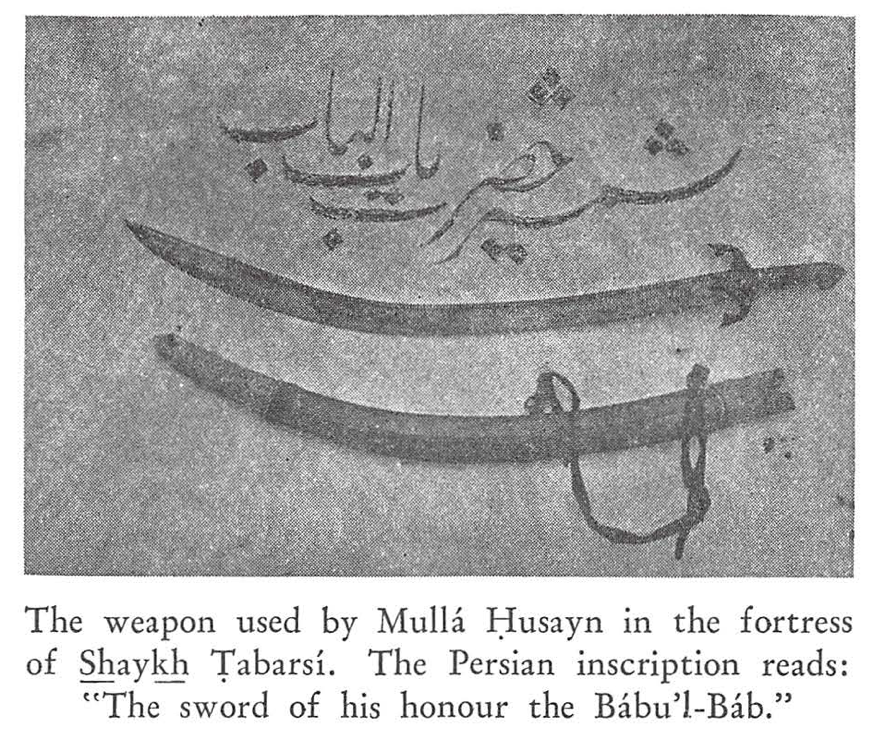 شمشیر حضرت باب الباب
The weapon used by Mullá Ḥusayn in the fortress
of Shaykh Ṭabarsí. The Persian inscription reads:
“The sword of his honour the Bábu’l-Báb.”